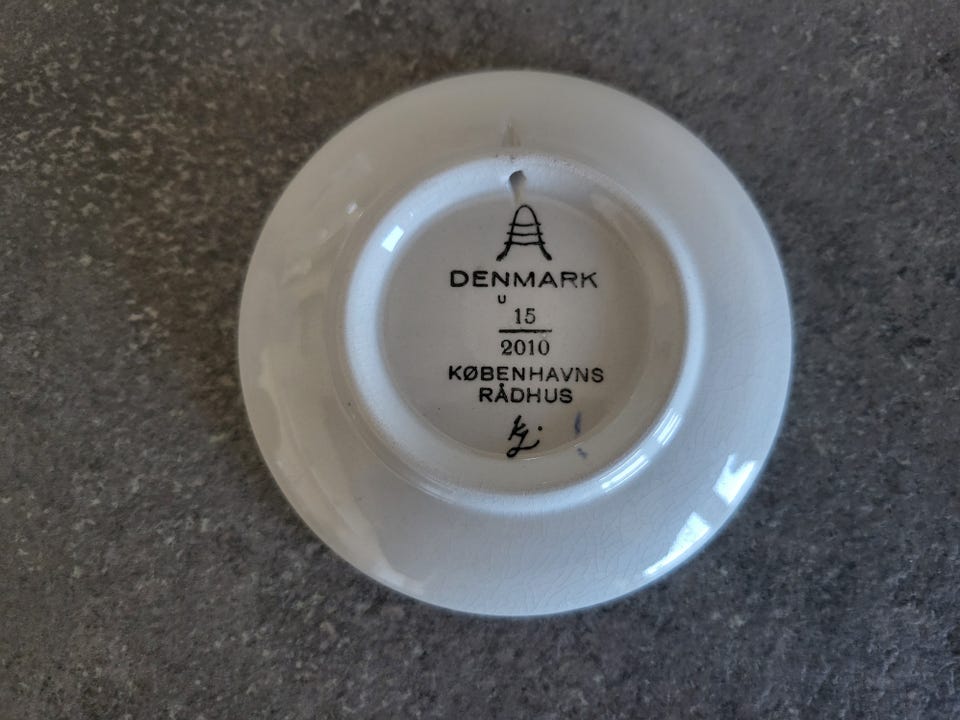 DENMARK
U
15
2010
KØBENHAVNS
RÅDHUS